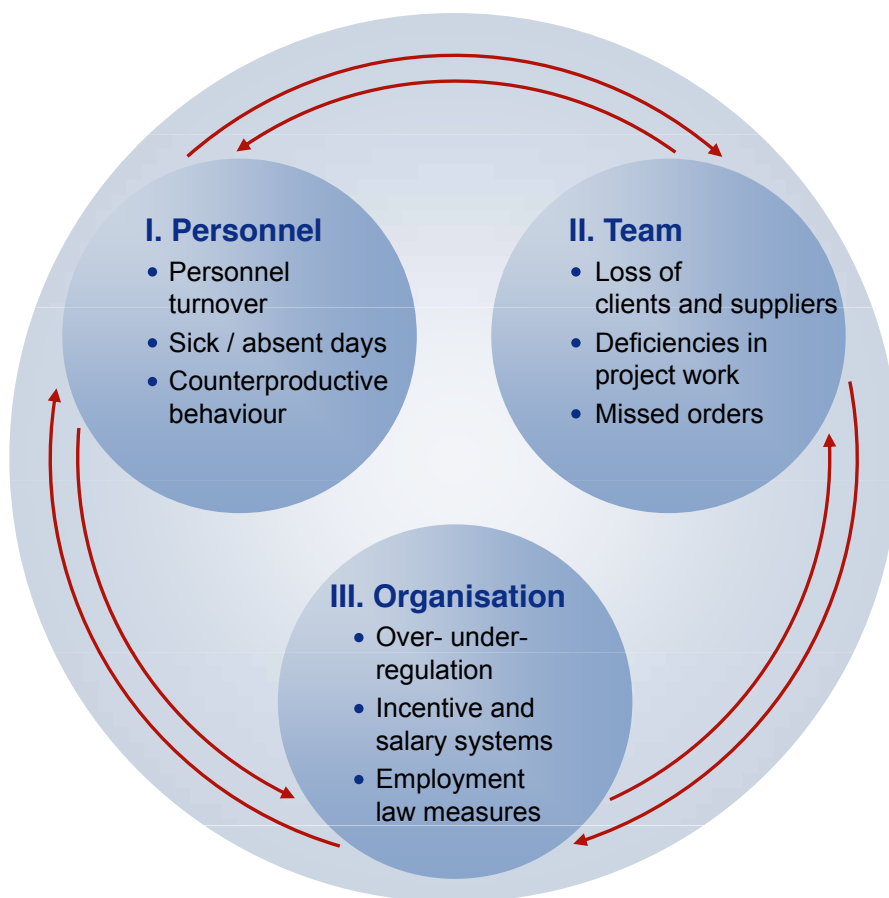 I. Personnel
• Personnel
turnover
• Sick / absent days
• Counterproductive
behaviour
II. Team
• Loss of
clients and suppliers
• Deficiencies in
project work
• Missed orders
III. Organisation
• Over- under-
regulation
• Incentive and
salary systems
• Employment
law measures